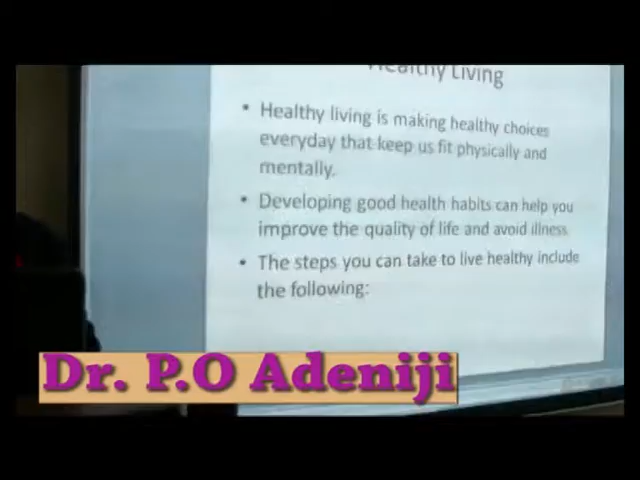 Healthy Living
• Healthy living is making healthy choices
everyday that keep us fit physically and
mentally.
• Developing good health habits can help you
improve the quality of life and avoid illness
• The steps you can take to live healthy include
the following:
Dr. P.O Adeniji